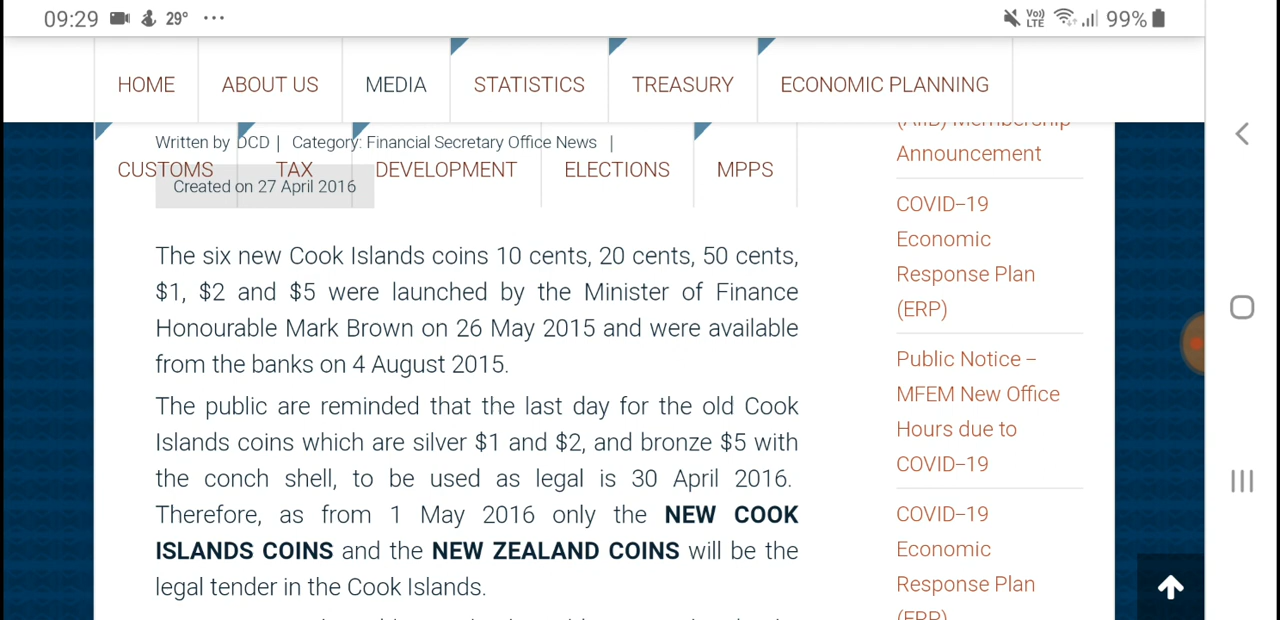 09:29 29° ... Vo)) LTE 99%
HOME ABOUT US MEDIA STATISTICS TREASURY ECONOMIC PLANNING
Written by DCD | Category: Financial Secretary Office News |
CUSTOMS TAX DEVELOPMENT ELECTIONS MPPS
Created on 27 April 2016
The six new Cook Islands coins 10 cents, 20 cents, 50 cents,
$1, $2 and $5 were launched by the Minister of Finance
Honourable Mark Brown on 26 May 2015 and were available
from the banks on 4 August 2015.
The public are reminded that the last day for the old Cook
Islands coins which are silver $1 and $2, and bronze $5 with
the conch shell, to be used as legal is 30 April 2016.
Therefore, as from 1 May 2016 only the NEW COOK
ISLANDS COINS and the NEW ZEALAND COINS will be the
legal tender in the Cook Islands.
(AIIB) Membership
Announcement
COVID-19
Economic
Response Plan
(ERP)
Public Notice –
MFEM New Office
Hours due to
COVID-19
COVID-19
Economic
Response Plan
(ERP)